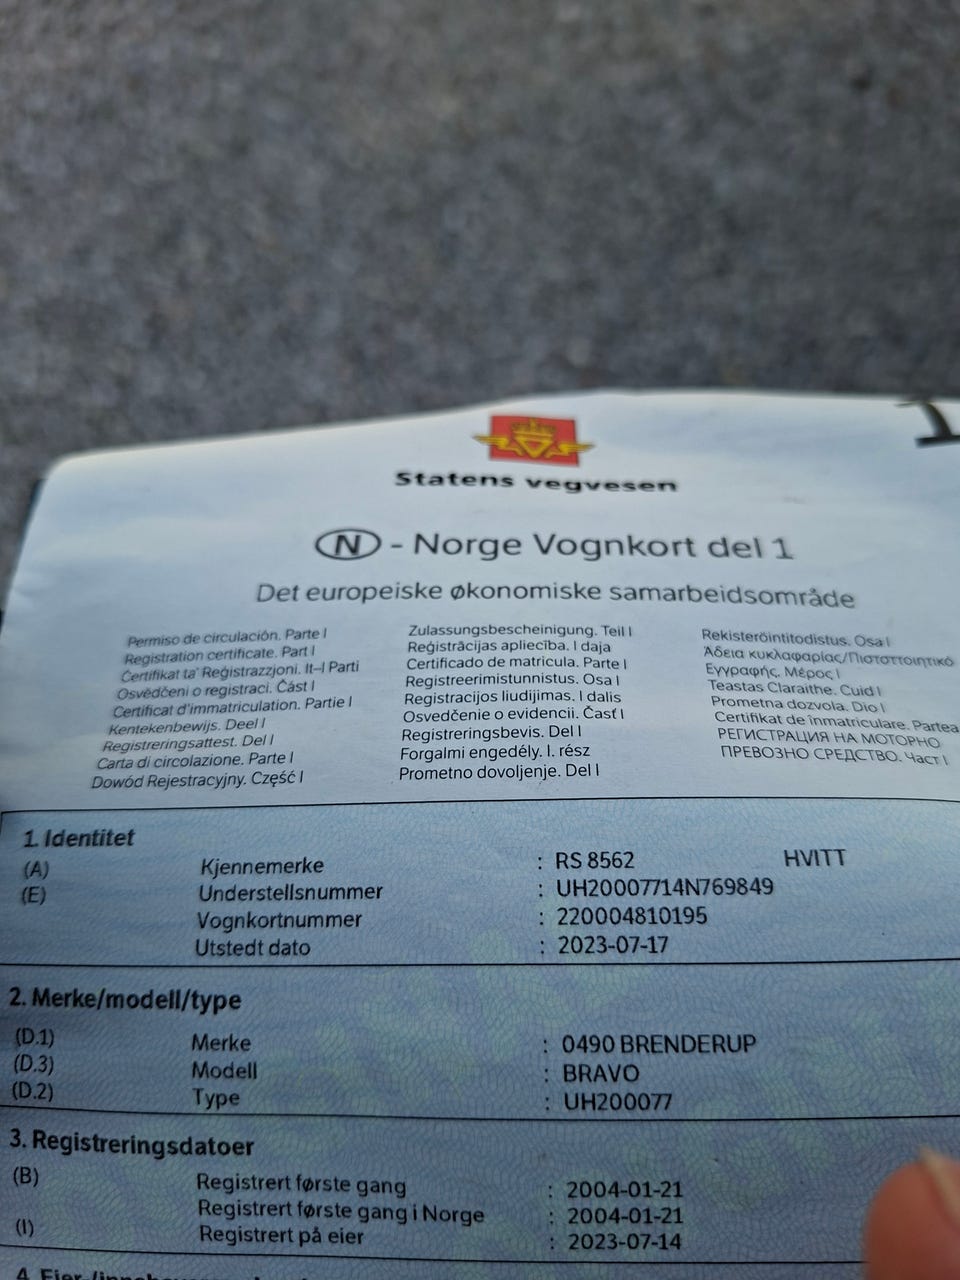 1
Statens vegvesen
N - Norge Vognkort del 1
Det europeiske økonomiske samarbeidsområde
Permiso de circulación. Parte I
Registration certificate. Part I
Ċertifikat ta' Reġistrazzjoni. It-I Parti
Osvědčení o registraci. Část I
Certificat d'immatriculation. Partie I
Kentekenbewijs. Deel I
Registreringsattest. Del I
Carta di circolazione. Parte I
Dowód Rejestracyjny. Część I
Zulassungsbescheinigung. Teil I
Reģistrācijas apliecība. I daja
Certificado de matricula. Parte I
Registreerimistunnistus. Osa I
Registracijos liudijimas. I dalis
Osvedčenie o evidencii. Časť I
Registreringsbevis. Del I
Forgalmi engedély. I. rész
Prometno dovoljenje. Del I
Rekisteröintitodistus. Osa I
Άδεια κυκλοφορίας/Πιστοποιητικό
Εγγραφής. Μέρος I
Teastas Claraithe. Cuid I
Prometna dozvola. Dio I
Certifikat de înmatriculare. Partea
РЕГИСТРАЦИЯ НА МОТОРНО
ПРЕВОЗНО СРЕДСТВО. Част I
1. Identitet
(A) Kjennemerke : RS 8562 HVITT
(E) Understellsnummer : UH20007714N769849
Vognkortnummer : 220004810195
Utstedt dato : 2023-07-17
2. Merke/modell/type
(D.1) Merke : 0490 BRENDERUP
(D.3) Modell : BRAVO
(D.2) Type : UH200077
3. Registreringsdatoer
(B) Registrert første gang : 2004-01-21
Registrert første gang i Norge : 2004-01-21
(I) Registrert på eier : 2023-07-14